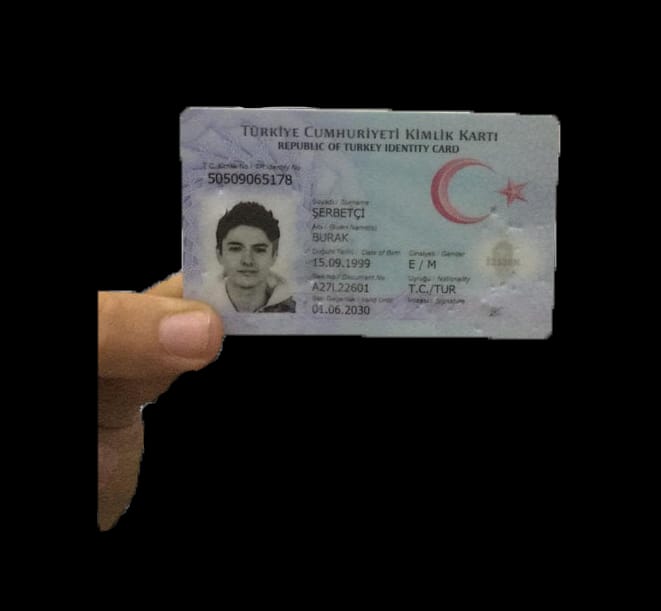 TÜRKİYE CUMHURİYETİ KİMLİK KARTI
REPUBLIC OF TURKEY IDENTITY CARD
T.C. Kimlik No / TR Identity No
50509065178
Soyadı / Surname
ŞERBETÇİ
Adı / Given Name(s)
BURAK
Doğum Tarihi / Date of Birth Cinsiyeti / Gender
15.09.1999 E / M
Seri No / Document No Uyruğu / Nationality
A27L22601 T.C./TUR
Son Geçerlilik / Valid Until İmzası / Signature
01.06.2030